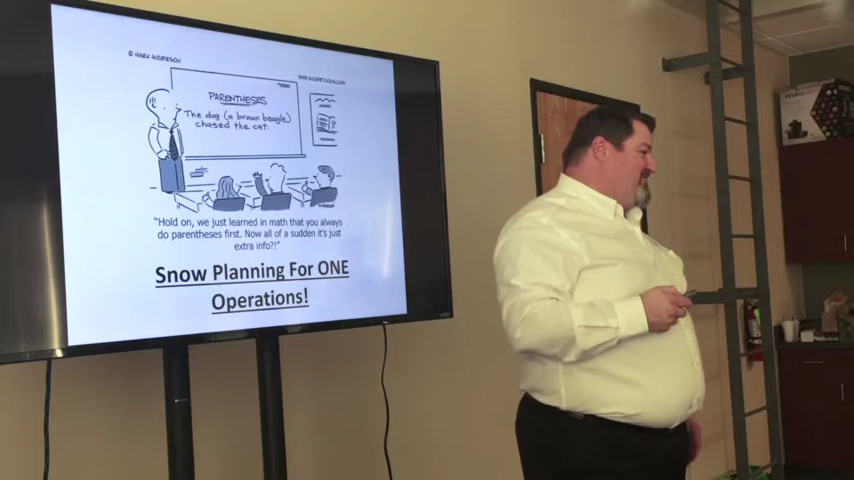 © MARK ANDERSON
WWW.ANDERTOONS.COM
PARENTHESES
The dog (a brown beagle)
chased the cat.
"Hold on, we just learned in math that you always
do parentheses first. Now all of a sudden it's just
extra info?!"
Snow Planning For ONE
Operations!